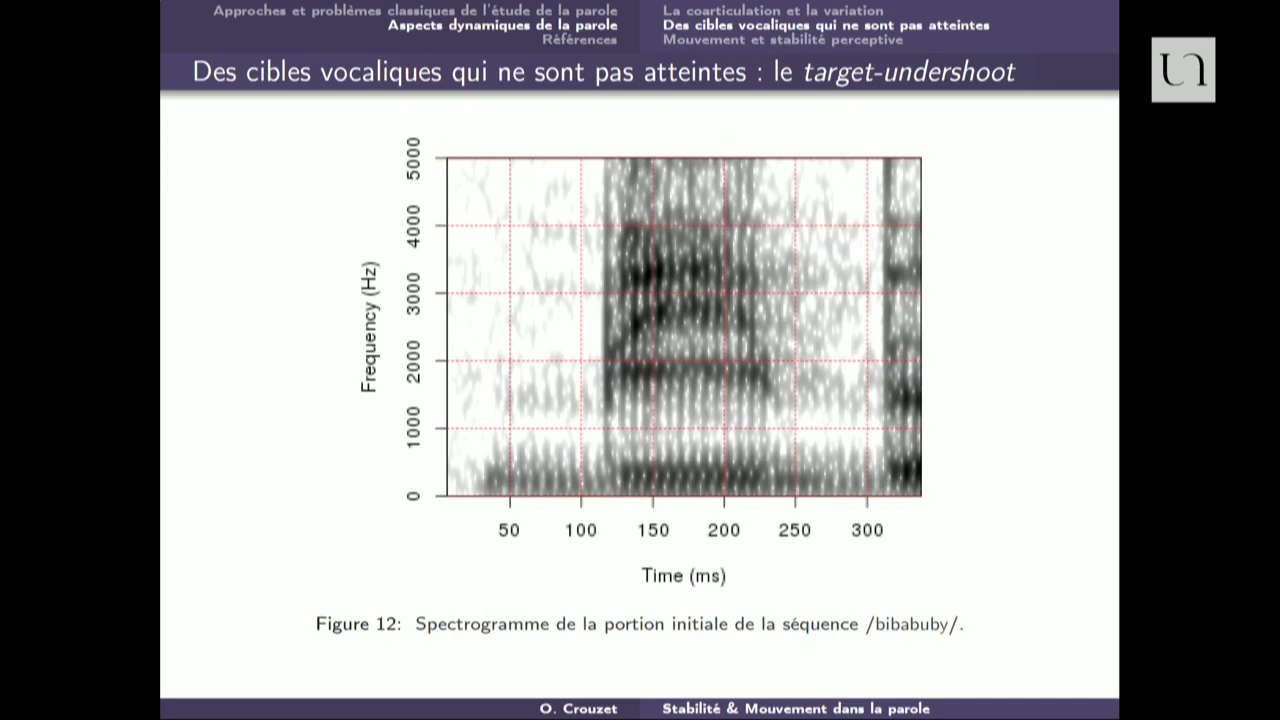 Approches et problèmes classiques de l'étude de la parole
Aspects dynamiques de la parole
Références
La coarticulation et la variation
Des cibles vocaliques qui ne sont pas atteintes
Mouvement et stabilité perceptive
Des cibles vocaliques qui ne sont pas atteintes : le target-undershoot
5000
4000
3000
2000
1000
0
Frequency (Hz)
50 100 150 200 250 300
Time (ms)
Figure 12: Spectrogramme de la portion initiale de la séquence /bibabuby/.
O. Crouzet
Stabilité & Mouvement dans la parole